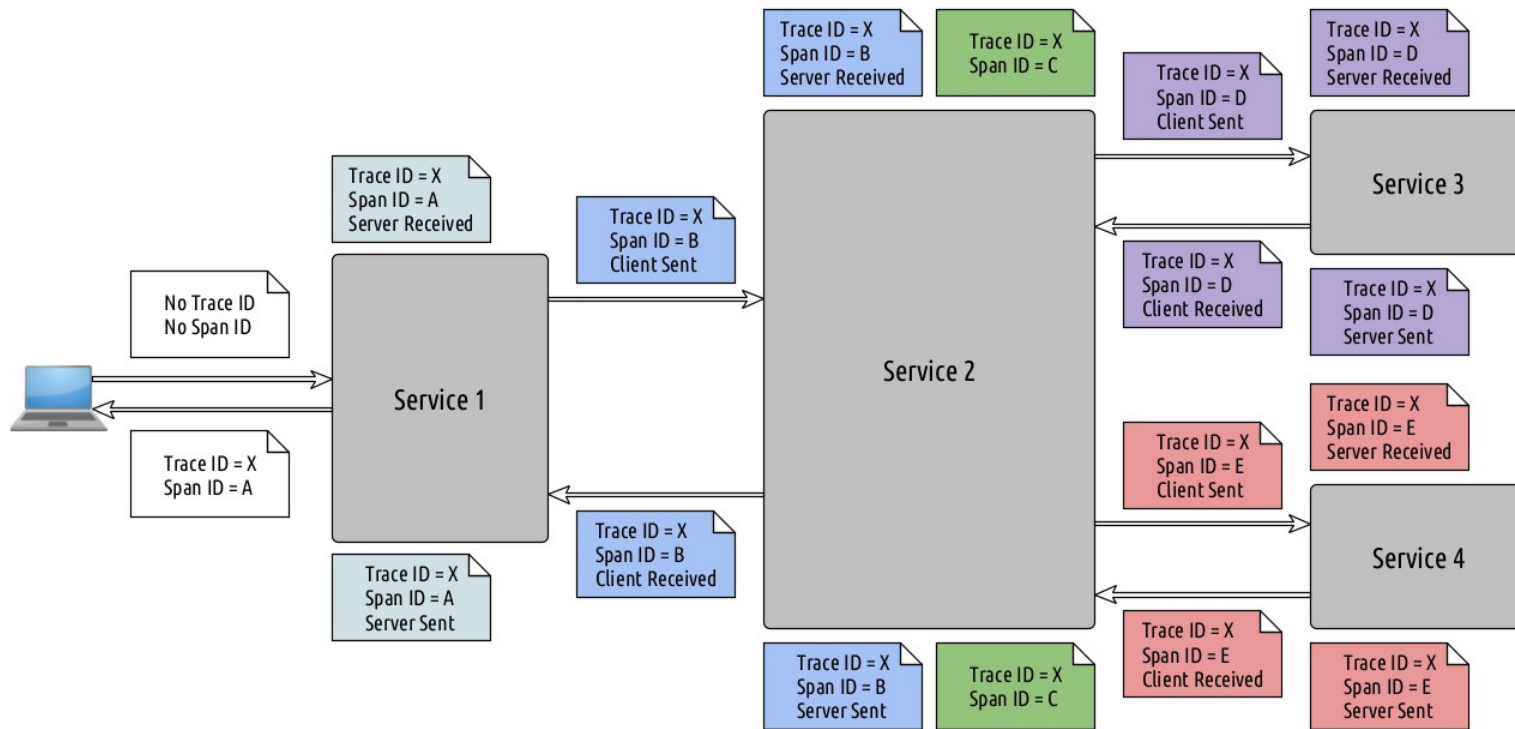 Trace ID = X
Span ID = B
Server Received
Trace ID = X
Span ID = C
Trace ID = X
Span ID = D
Server Received
Trace ID = X
Span ID = D
Client Sent
Trace ID = X
Span ID = A
Server Received
Service 3
Trace ID = X
Span ID = B
Client Sent
Trace ID = X
Span ID = D
Client Received
No Trace ID
No Span ID
Trace ID = X
Span ID = D
Server Sent
Service 2
Service 1
Trace ID = X
Span ID = E
Server Received
Trace ID = X
Span ID = E
Client Sent
Trace ID = X
Span ID = A
Trace ID = X
Span ID = B
Client Received
Service 4
Trace ID = X
Span ID = A
Server Sent
Trace ID = X
Span ID = E
Client Received
Trace ID = X
Span ID = B
Server Sent
Trace ID = X
Span ID = C
Trace ID = X
Span ID = E
Server Sent